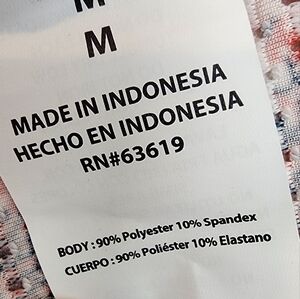 M
M
MADE IN INDONESIA
HECHO EN INDONESIA
RN#63619
BODY : 90% Polyester 10% Spandex
CUERPO : 90% Poliéster 10% Elastano